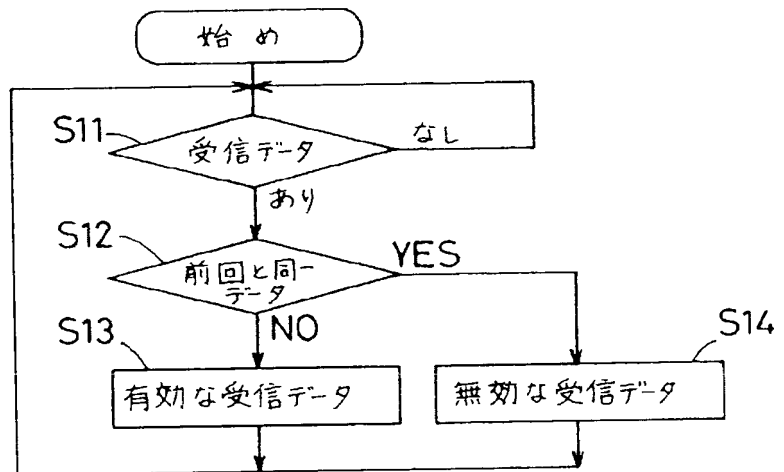 始め
S11
受信データ
なし
あり
S12
前回と同一
データ
YES
NO
S13
有効な受信データ
S14
無効な受信データ